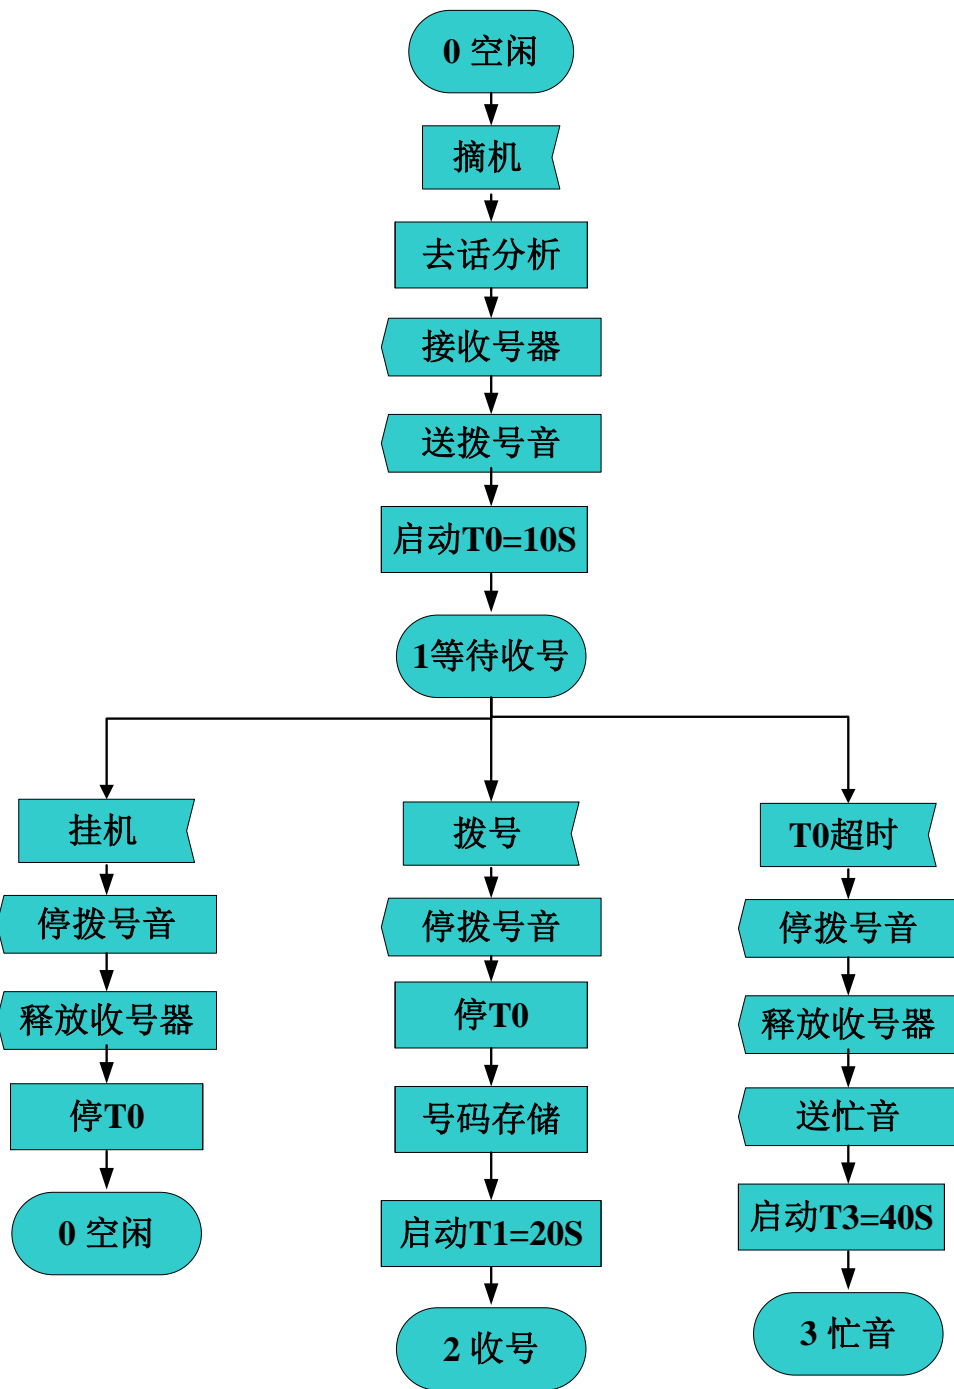 0 空闲
摘机
去话分析
接收号器
送拨号音
启动T0=10S
1等待收号
挂机
停拨号音
释放收号器
停T0
0 空闲
拨号
停拨号音
停T0
号码存储
启动T1=20S
2 收号
T0超时
停拨号音
释放收号器
送忙音
启动T3=40S
3 忙音